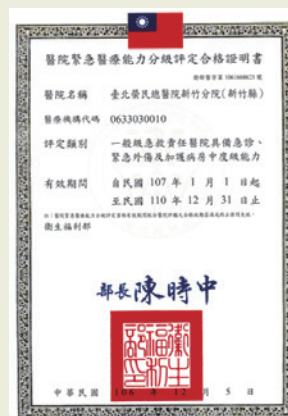 醫院緊急醫療能力分級評定合格證明書
醫院名稱 臺北榮民總醫院新竹分院(新竹縣)
醫療機構代碼 0633030010
評定類別 一般級急救責任醫院具備急診、
緊急外傷及加護病房中度級能力
有效期間 自民國 107 年 1 月 1 日起
至民國 110 年 12 月 31 日止
衛生福利部
部長 陳時中
衛生福利部印
中華民國 106 年 12 月 5 日